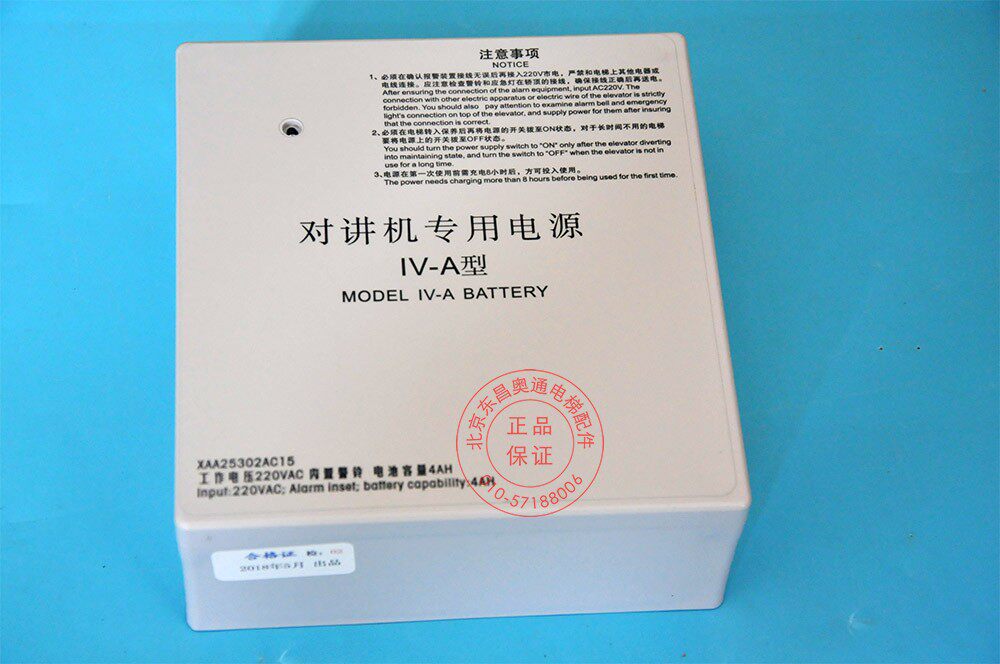 注意事项
NOTICE
1、必须在确认报警装置接线无误后再接入220V市电，严禁和电梯上其他电器或
电线连接。应注意检查警铃和应急灯在轿顶的接线，确保接线正确后再送电。
After ensuring the connection of the alarm equipment, input AC220V. The
connection with other electric apparatus or electric wire of the elevator is strictly
forbidden. You should also pay attention to examine alarm bell and emergency
light's connection on top of the elevator, and supply power for them after insuring
that the connection is correct.
2、必须在电梯转入保养后再将电源的开关拨至ON状态，对于长时间不用的电梯
要将电源上的开关拨至OFF状态。
You should turn the power supply switch to "ON" only after the elevator diverting
into maintaining state, and turn the switch to "OFF" when the elevator is not in
use for a long time.
3、电源在第一次使用前需充电8小时后，方可投入使用。
The power needs charging more than 8 hours before being used for the first time.
对讲机专用电源
IV-A型
MODEL IV-A BATTERY
北京东昌奥通电梯配件
正品
保证
010-57188006
XAA25302AC15
工作电压220VAC 内置警铃 电池容量4AH
Input:220VAC; Alarm inset; battery capability:4AH
合格证 检：02
2018年5月 出品